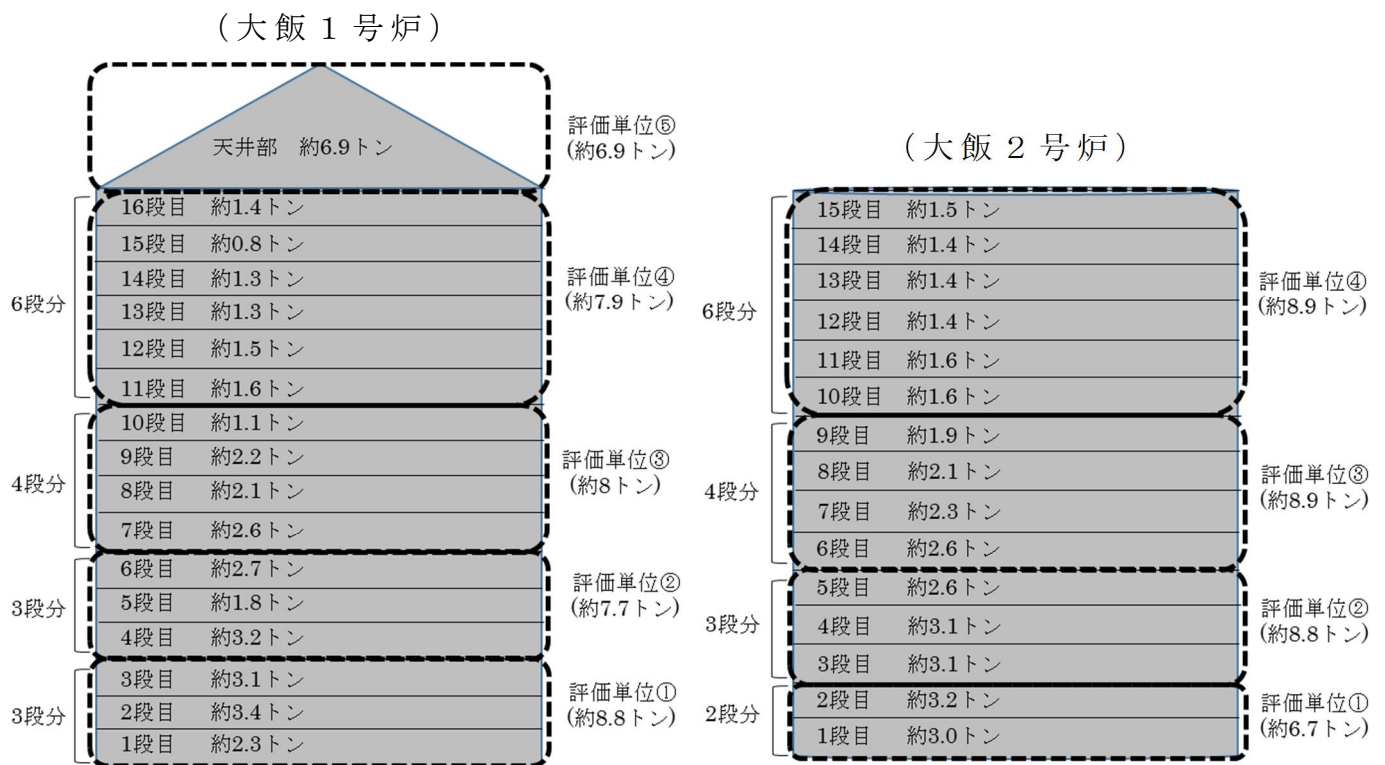 (大飯1号炉)
天井部 約6.9トン
評価単位⑤
(約6.9トン)
6段分
16段目 約1.4トン
15段目 約0.8トン
14段目 約1.3トン
13段目 約1.3トン
12段目 約1.5トン
11段目 約1.6トン
評価単位④
(約7.9トン)
4段分
10段目 約1.1トン
9段目 約2.2トン
8段目 約2.1トン
7段目 約2.6トン
評価単位③
(約8トン)
3段分
6段目 約2.7トン
5段目 約1.8トン
4段目 約3.2トン
評価単位②
(約7.7トン)
3段分
3段目 約3.1トン
2段目 約3.4トン
1段目 約2.3トン
評価単位①
(約8.8トン)
(大飯2号炉)
6段分
15段目 約1.5トン
14段目 約1.4トン
13段目 約1.4トン
12段目 約1.4トン
11段目 約1.6トン
10段目 約1.6トン
評価単位④
(約8.9トン)
4段分
9段目 約1.9トン
8段目 約2.1トン
7段目 約2.3トン
6段目 約2.6トン
評価単位③
(約8.9トン)
3段分
5段目 約2.6トン
4段目 約3.1トン
3段目 約3.1トン
評価単位②
(約8.8トン)
2段分
2段目 約3.2トン
1段目 約3.0トン
評価単位①
(約6.7トン)